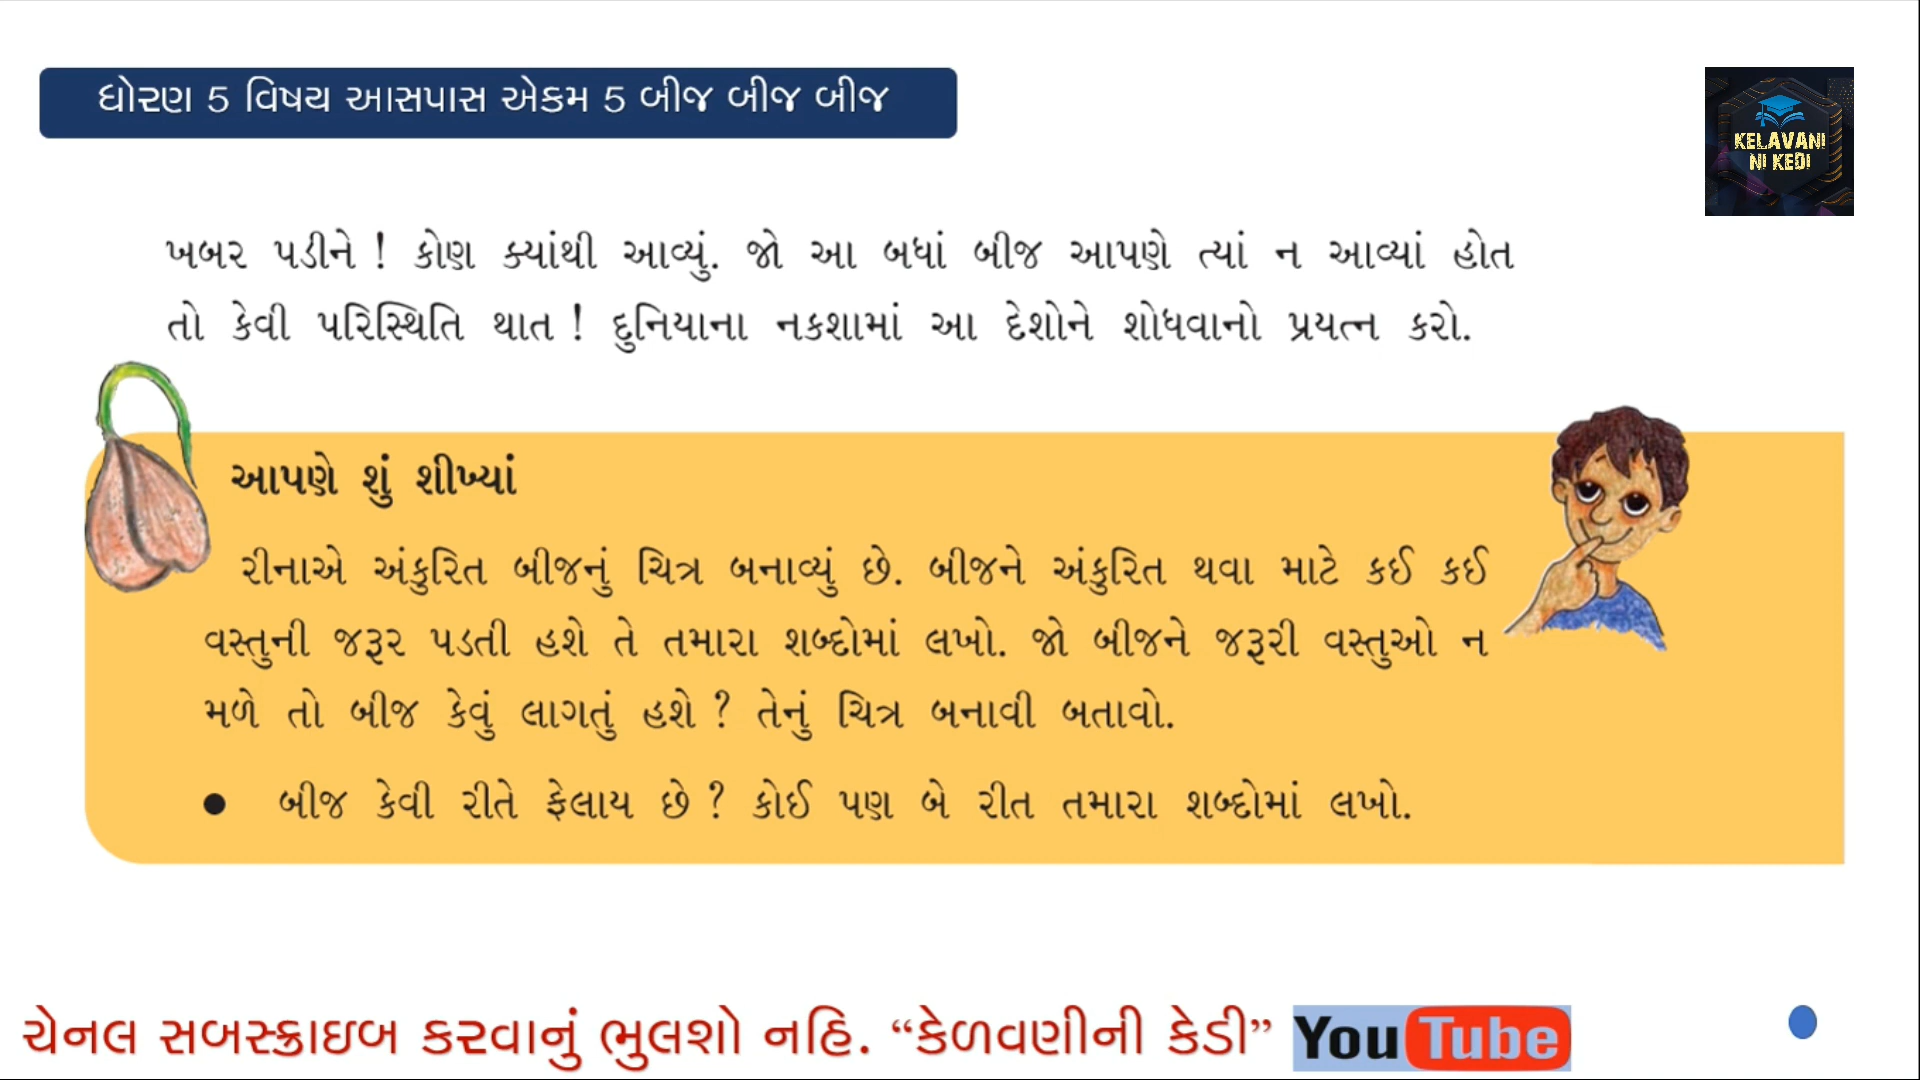 ધોરણ 5 વિષય આસપાસ એકમ 5 બીજ બીજ બીજ
KELAVANI
NI KEDI
ખબર પડીને ! કોણ ક્યાંથી આવ્યું. જો આ બધાં બીજ આપણે ત્યાં ન આવ્યાં હોત
તો કેવી પરિસ્થિતિ થાત ! દુનિયાના નકશામાં આ દેશોને શોધવાનો પ્રયત્ન કરો.
આપણે શું શીખ્યાં
રીનાએ અંકુરિત બીજનું ચિત્ર બનાવ્યું છે. બીજને અંકુરિત થવા માટે કઈ કઈ
વસ્તુની જરૂર પડતી હશે તે તમારા શબ્દોમાં લખો. જો બીજને જરૂરી વસ્તુઓ ન
મળે તો બીજ કેવું લાગતું હશે ? તેનું ચિત્ર બનાવી બતાવો.
● બીજ કેવી રીતે ફેલાય છે ? કોઈ પણ બે રીત તમારા શબ્દોમાં લખો.
ચેનલ સબસ્ક્રાઇબ કરવાનું ભુલશો નહિ. “કેળવણીની કેડી” YouTube